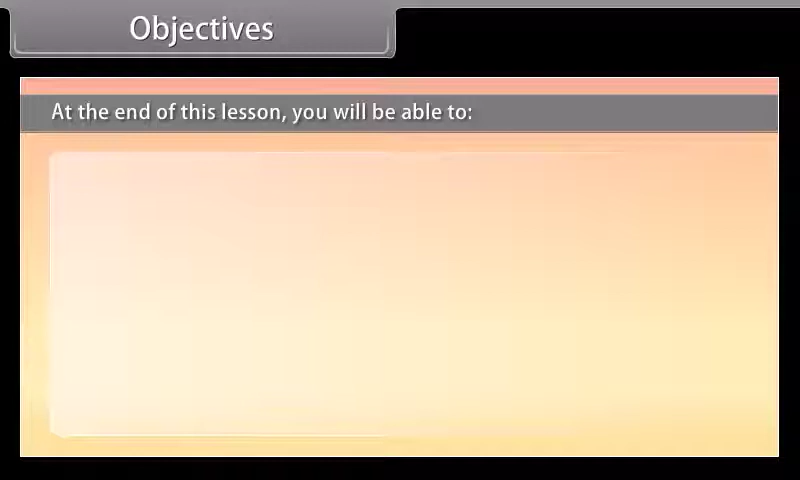 Objectives
At the end of this lesson, you will be able to: